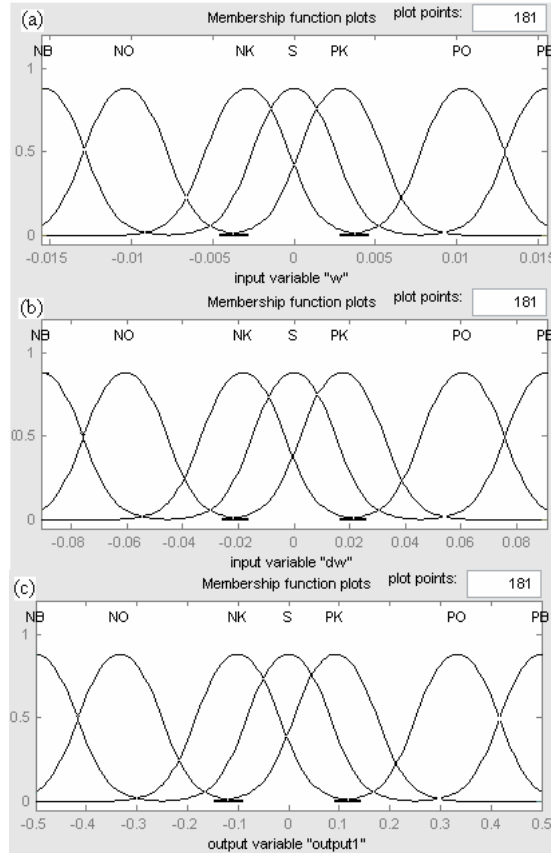 (a) Membership function plots plot points: 181
NB NO NK S PK PO PB
1
0.5
0
-0.015 -0.01 -0.005 0 0.005 0.01 0.015
input variable "w"
(b) Membership function plots plot points: 181
NB NO NK S PK PO PB
1
0.5
0
-0.08 -0.06 -0.04 -0.02 0 0.02 0.04 0.06 0.08
input variable "dw"
(c) Membership function plots plot points: 181
NB NO NK S PK PO PB
1
0.5
0
-0.5 -0.4 -0.3 -0.2 -0.1 0 0.1 0.2 0.3 0.4 0.5
output variable "output1"